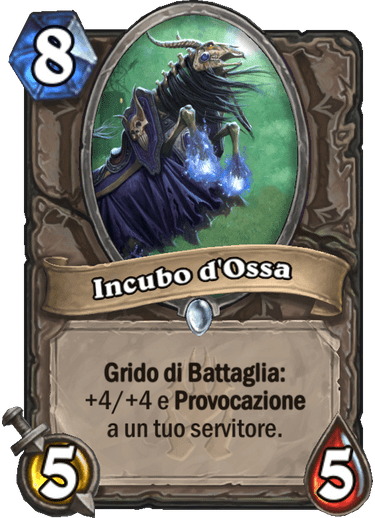 8
Incubo d'Ossa
Grido di Battaglia:
+4/+4 e Provocazione
a un tuo servitore.
5 5